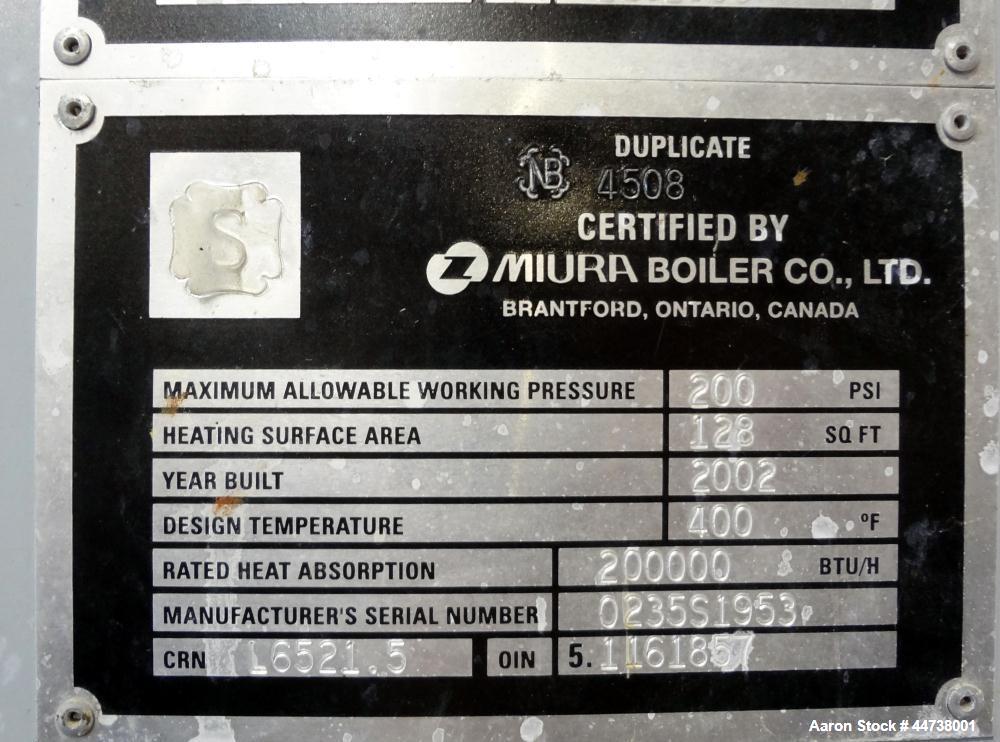 DUPLICATE
NB 4508
CERTIFIED BY
S
MIURA BOILER CO., LTD.
BRANTFORD, ONTARIO, CANADA
MAXIMUM ALLOWABLE WORKING PRESSURE 200 PSI
HEATING SURFACE AREA 128 SQ FT
YEAR BUILT 2002
DESIGN TEMPERATURE 400 ºF
RATED HEAT ABSORPTION 200000 BTU/H
MANUFACTURER'S SERIAL NUMBER 0235S1953
CRN L6521.5 OIN 5.1161857
Aaron Stock # 44738001